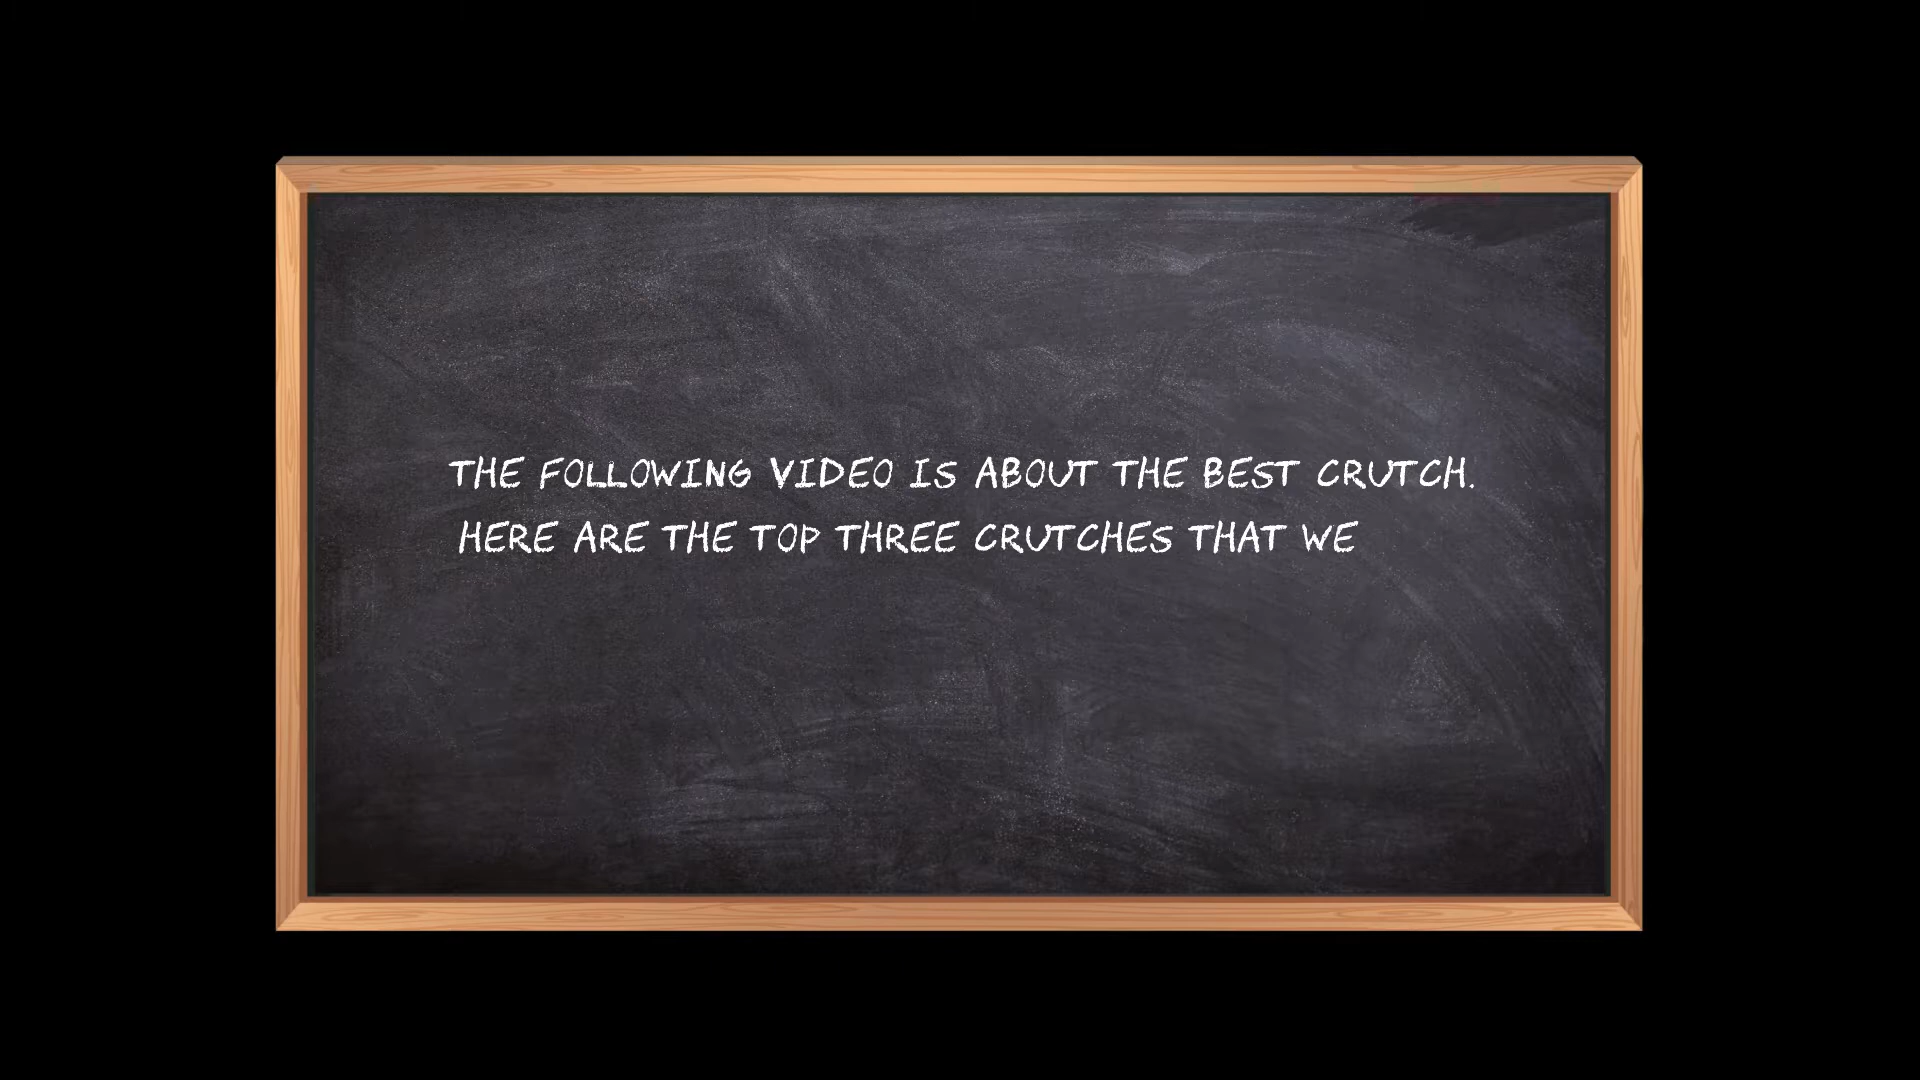 THE FOLLOWING VIDEO IS ABOUT THE BEST CRUTCH.
HERE ARE THE TOP THREE CRUTCHES THAT WE